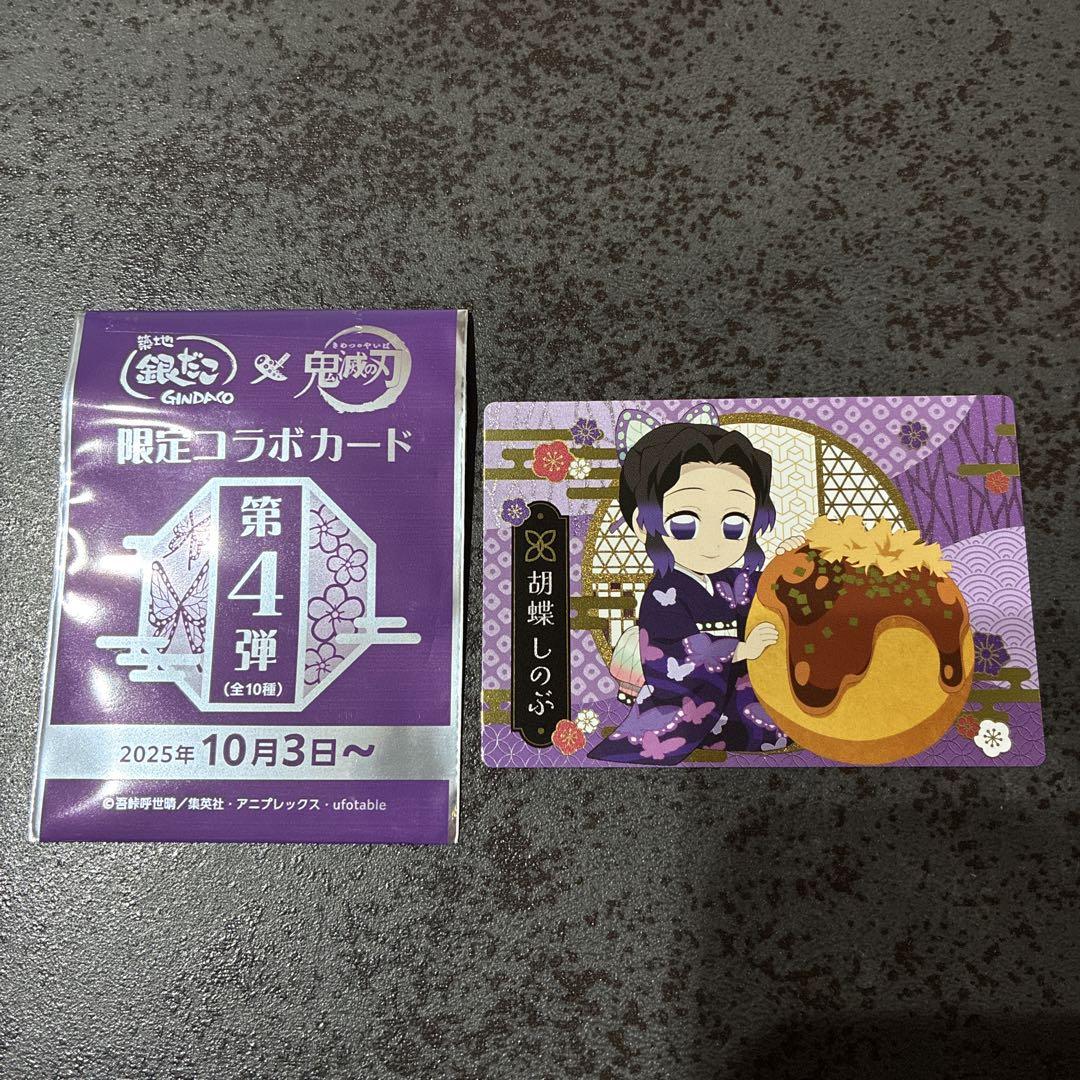 築地
銀だこ
GINDACO
きめつのやいば
鬼滅の刃
限定コラボカード
第
4
弾
(全10種)
2025年 10月3日～
©吾峠呼世晴／集英社・アニプレックス・ufotable
胡蝶 しのぶ